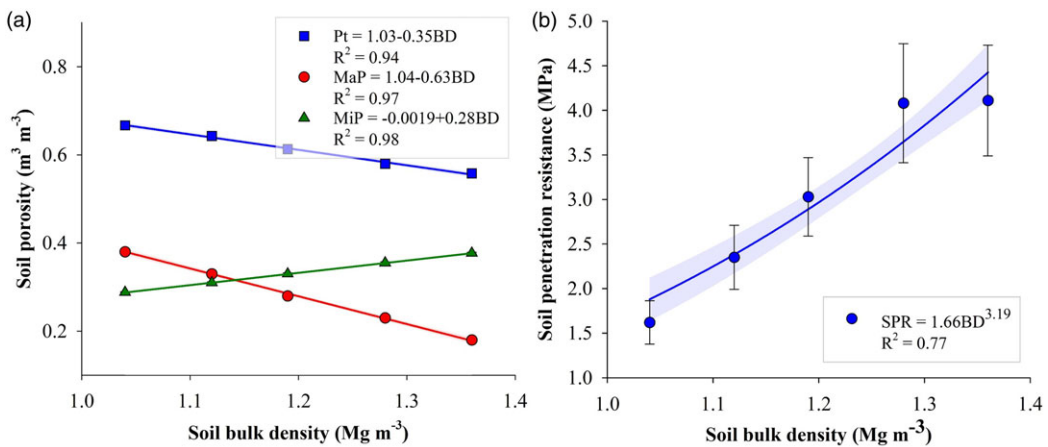 (a)
Pt = 1.03-0.35BD
R² = 0.94
MaP = 1.04-0.63BD
R² = 0.97
MiP = -0.0019+0.28BD
R² = 0.98
Soil porosity (m³ m⁻³)
0.8
0.6
0.4
0.2
1.0 1.1 1.2 1.3 1.4
Soil bulk density (Mg m⁻³)
(b)
Soil penetration resistance (MPa)
5.0
4.5
4.0
3.5
3.0
2.5
2.0
1.5
1.0
SPR = 1.66BD³·¹⁹
R² = 0.77
1.0 1.1 1.2 1.3 1.4
Soil bulk density (Mg m⁻³)